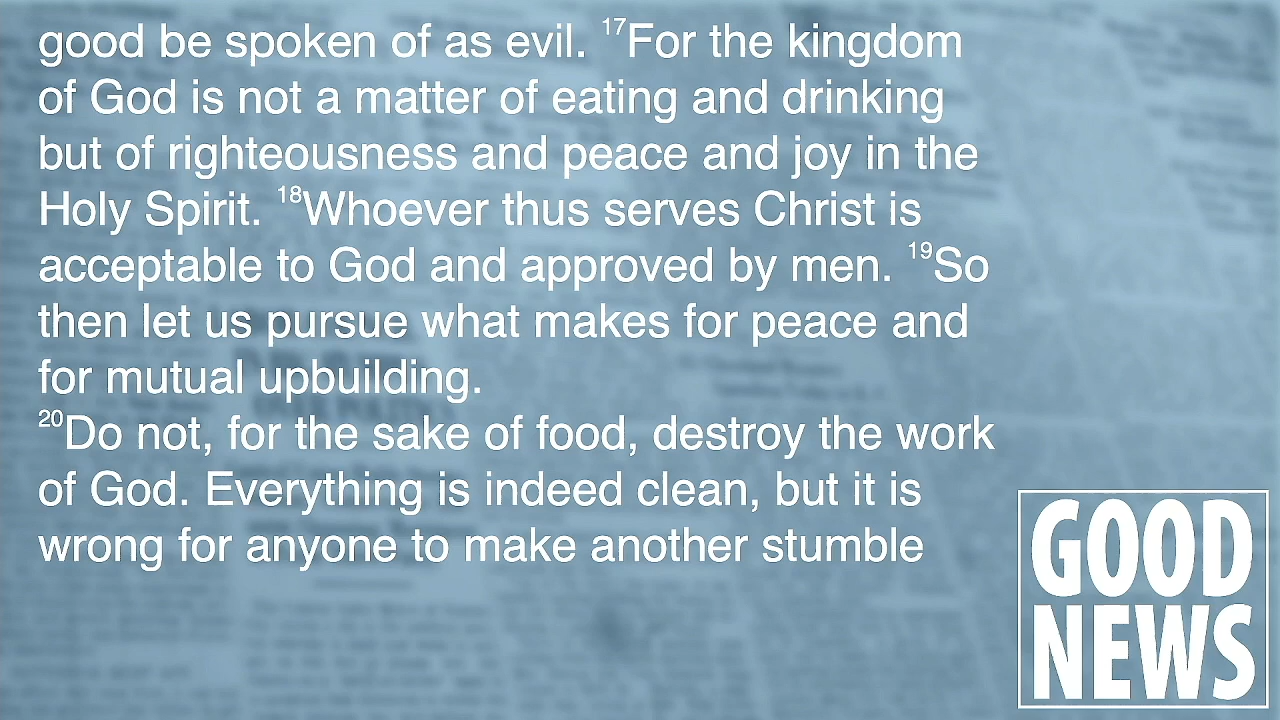 good be spoken of as evil. ¹⁷For the kingdom
of God is not a matter of eating and drinking
but of righteousness and peace and joy in the
Holy Spirit. ¹⁸Whoever thus serves Christ is
acceptable to God and approved by men. ¹⁹So
then let us pursue what makes for peace and
for mutual upbuilding.
²⁰Do not, for the sake of food, destroy the work
of God. Everything is indeed clean, but it is
wrong for anyone to make another stumble
GOOD
NEWS